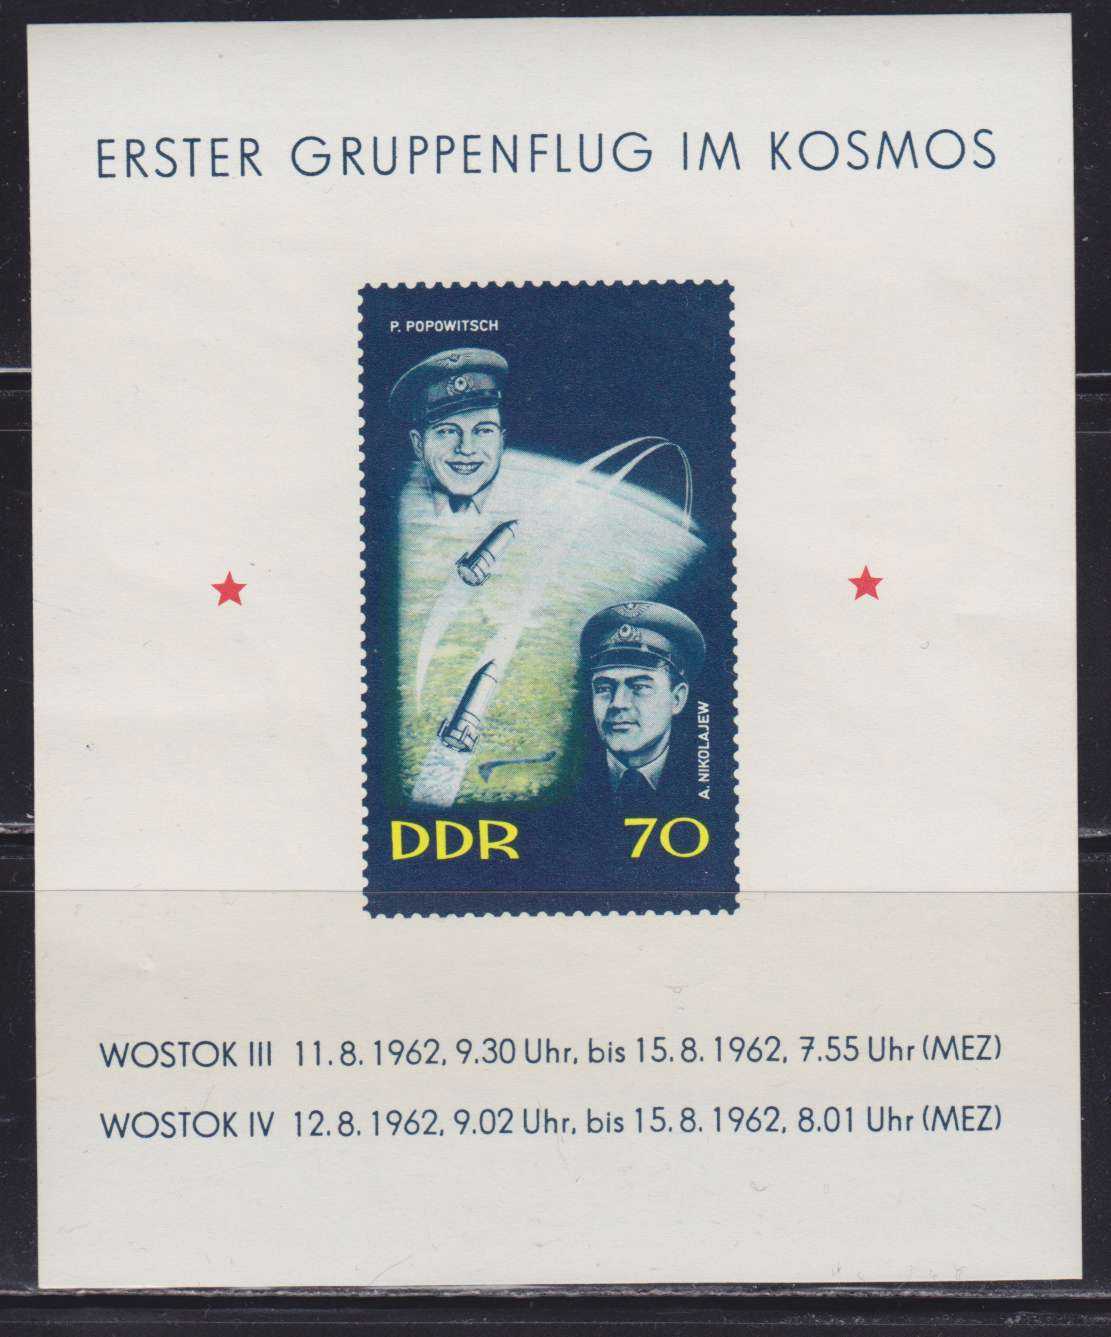 ERSTER GRUPPENFLUG IM KOSMOS
P. POPOWITSCH
A. NIKOLAJEW
DDR 70
WOSTOK III 11.8.1962, 9.30 Uhr, bis 15.8.1962, 7.55 Uhr (MEZ)
WOSTOK IV 12.8.1962, 9.02 Uhr, bis 15.8.1962, 8.01 Uhr (MEZ)